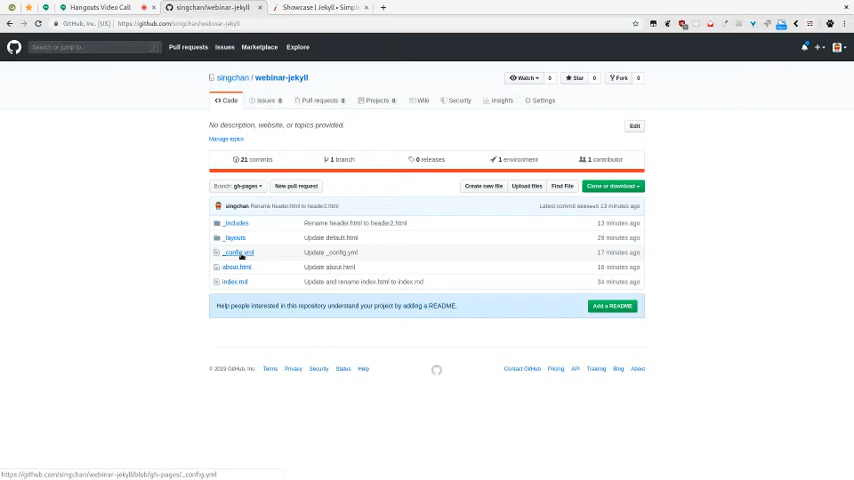 Hangouts Video Call
singchan/webinar-jekyll
Showcase | Jekyll • Simpl
GitHub, Inc. [US] | https://github.com/singchan/webinar-jekyll
Search or jump to...
Pull requests Issues Marketplace Explore
singchan / webinar-jekyll
Watch 0 Star 0 Fork 0
Code Issues 0 Pull requests 0 Projects 0 Wiki Security Insights Settings
No description, website, or topics provided. Edit
Manage topics
21 commits 1 branch 0 releases 1 environment 1 contributor
Branch: gh-pages New pull request Create new file Upload files Find File Clone or download
singchan Rename header.html to header2.html Latest commit 13 minutes ago
_includes Rename header.html to header2.html 13 minutes ago
_layouts Update default.html 29 minutes ago
_config.yml Update _config.yml 17 minutes ago
about.html Update about.html 16 minutes ago
index.md Update and rename index.html to index.md 34 minutes ago
Help people interested in this repository understand your project by adding a README. Add a README
© 2019 GitHub, Inc. Terms Privacy Security Status Help Contact GitHub Pricing API Training Blog About
https://github.com/singchan/webinar-jekyll/blob/gh-pages/_config.yml